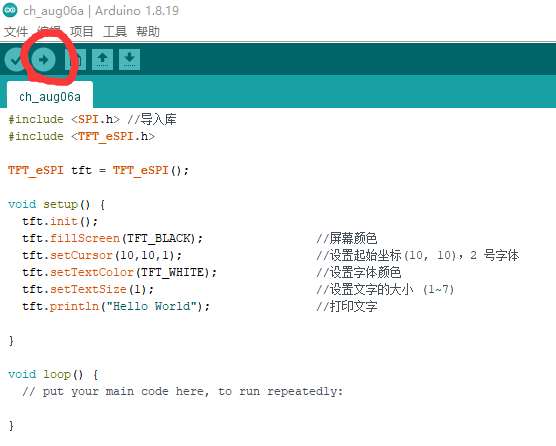 ch_aug06a | Arduino 1.8.19
文件 编辑 项目 工具 帮助
ch_aug06a
#include <SPI.h> //导入库
#include <TFT_eSPI.h>
TFT_eSPI tft = TFT_eSPI();
void setup() {
tft.init();
tft.fillScreen(TFT_BLACK); //屏幕颜色
tft.setCursor(10,10,1); //设置起始坐标(10, 10)，2 号字体
tft.setTextColor(TFT_WHITE); //设置字体颜色
tft.setTextSize(1); //设置文字的大小 (1~7)
tft.println("Hello World"); //打印文字
}
void loop() {
// put your main code here, to run repeatedly:
}